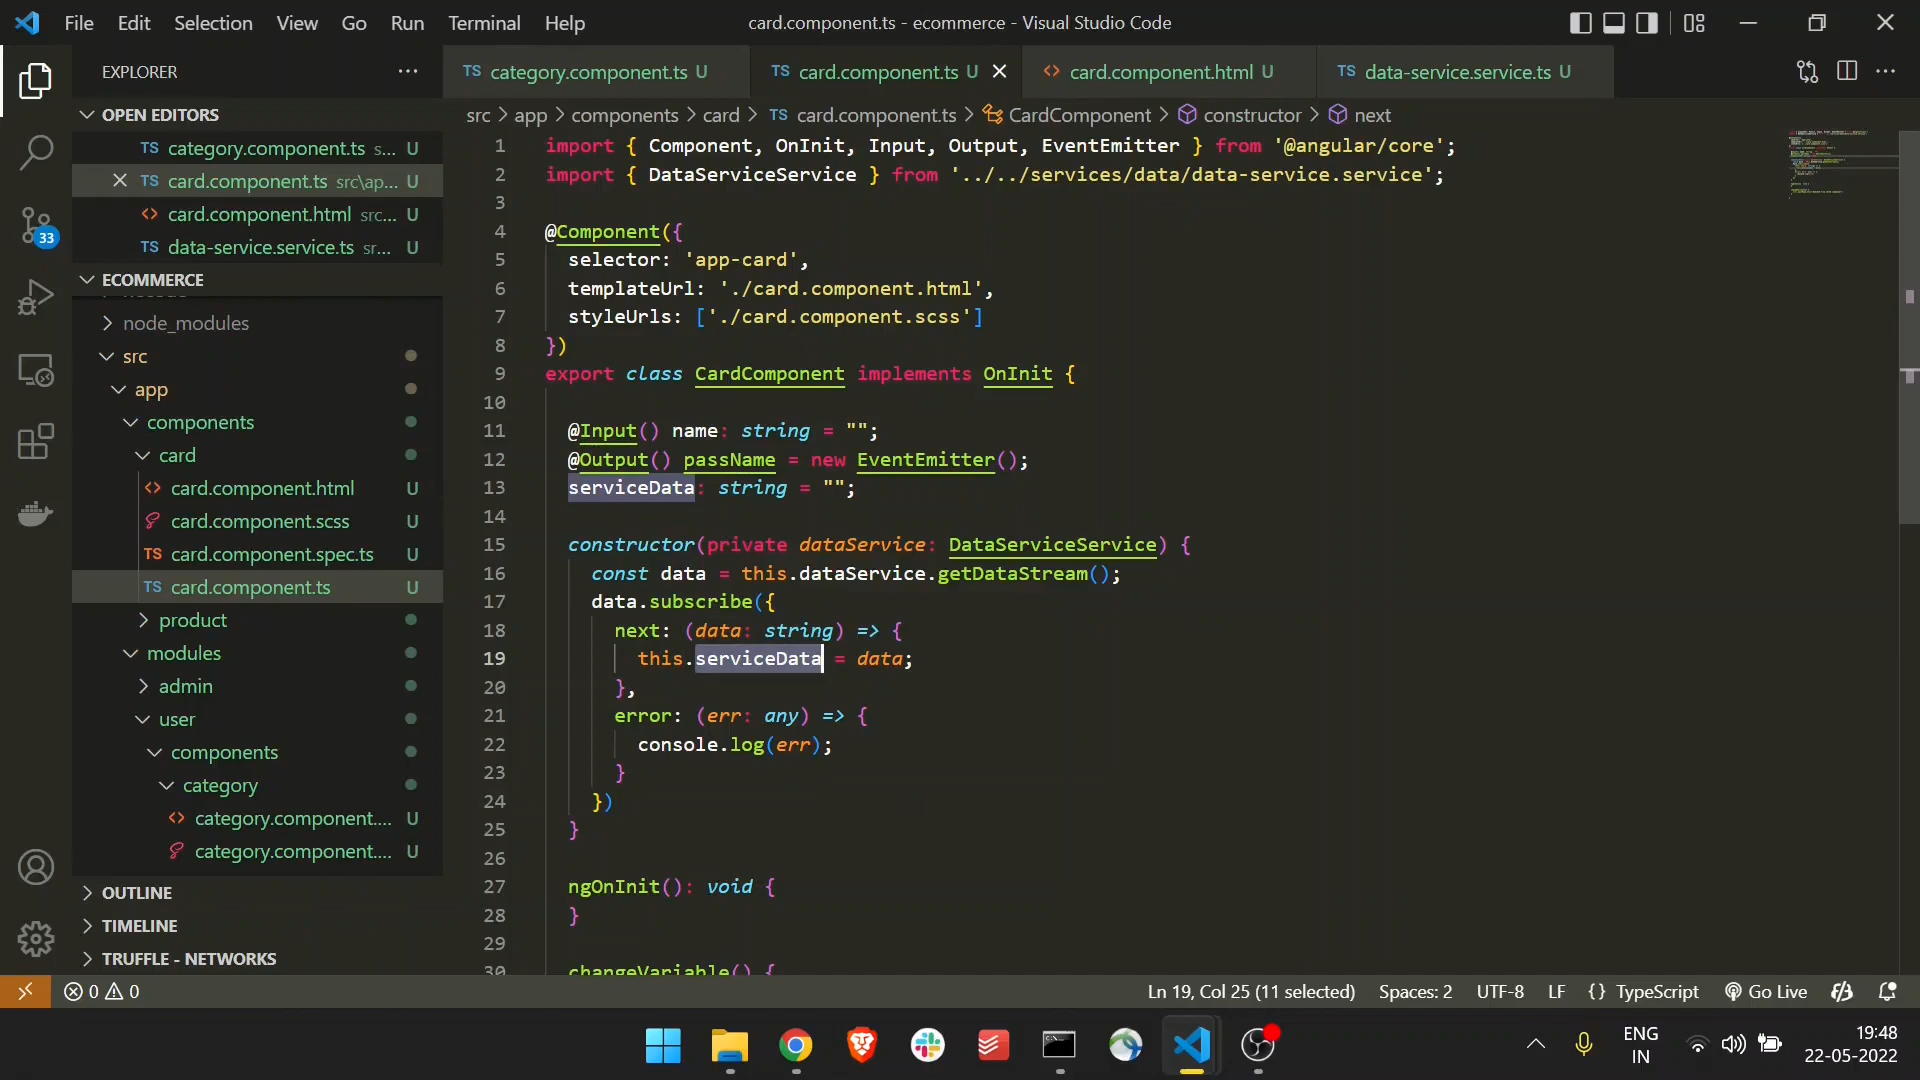 File Edit Selection View Go Run Terminal Help
card.component.ts - ecommerce - Visual Studio Code
EXPLORER
TS category.component.ts U
TS card.component.ts U
<> card.component.html U
TS data-service.service.ts U
OPEN EDITORS
TS category.component.ts s... U
TS card.component.ts src\ap... U
<> card.component.html src... U
TS data-service.service.ts sr... U
33
ECOMMERCE
node_modules
src
app
components
card
<> card.component.html U
card.component.scss U
TS card.component.spec.ts U
TS card.component.ts U
product
modules
admin
user
components
category
<> category.component.... U
category.component.... U
OUTLINE
TIMELINE
TRUFFLE - NETWORKS
src > app > components > card > TS card.component.ts > CardComponent > constructor > next
1 import { Component, OnInit, Input, Output, EventEmitter } from '@angular/core';
2 import { DataServiceService } from '../../services/data/data-service.service';
3
4 @Component({
5 selector: 'app-card',
6 templateUrl: './card.component.html',
7 styleUrls: ['./card.component.scss']
8 })
9 export class CardComponent implements OnInit {
10
11 @Input() name: string = "";
12 @Output() passName = new EventEmitter();
13 serviceData: string = "";
14
15 constructor(private dataService: DataServiceService) {
16 const data = this.dataService.getDataStream();
17 data.subscribe({
18 next: (data: string) => {
19 this.serviceData = data;
20 },
21 error: (err: any) => {
22 console.log(err);
23 }
24 })
25 }
26
27 ngOnInit(): void {
28 }
29
30 changeVariable() {
0 0
Ln 19, Col 25 (11 selected) Spaces: 2 UTF-8 LF {} TypeScript Go Live
ENG
IN
19:48
22-05-2022